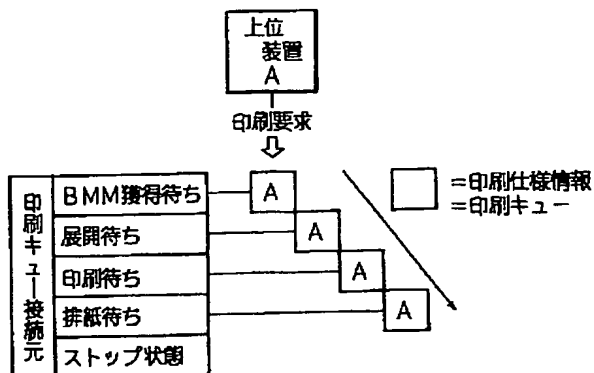 上位
装置
A
印刷要求
BMM獲得待ち
A
=印刷仕様情報
=印刷キュー
展開待ち
A
印刷待ち
A
排紙待ち
A
ストップ状態
印刷キュー接続元